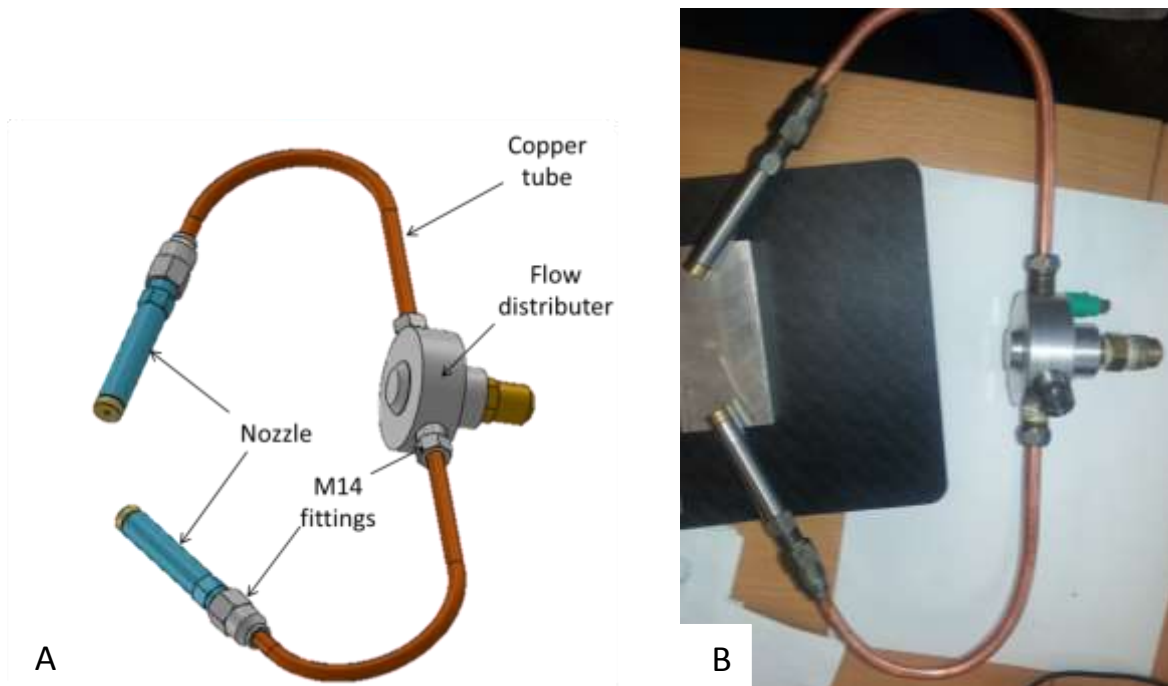 Copper
tube
Flow
distributer
Nozzle
M14
fittings
A
B